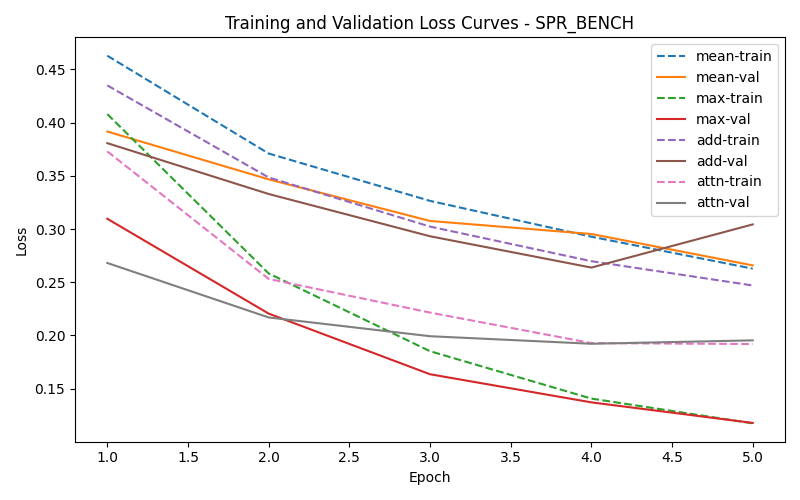 Training and Validation Loss Curves - SPR_BENCH
Loss
0.45
0.40
0.35
0.30
0.25
0.20
0.15
mean-train
mean-val
max-train
max-val
add-train
add-val
attn-train
attn-val
1.0 1.5 2.0 2.5 3.0 3.5 4.0 4.5 5.0
Epoch